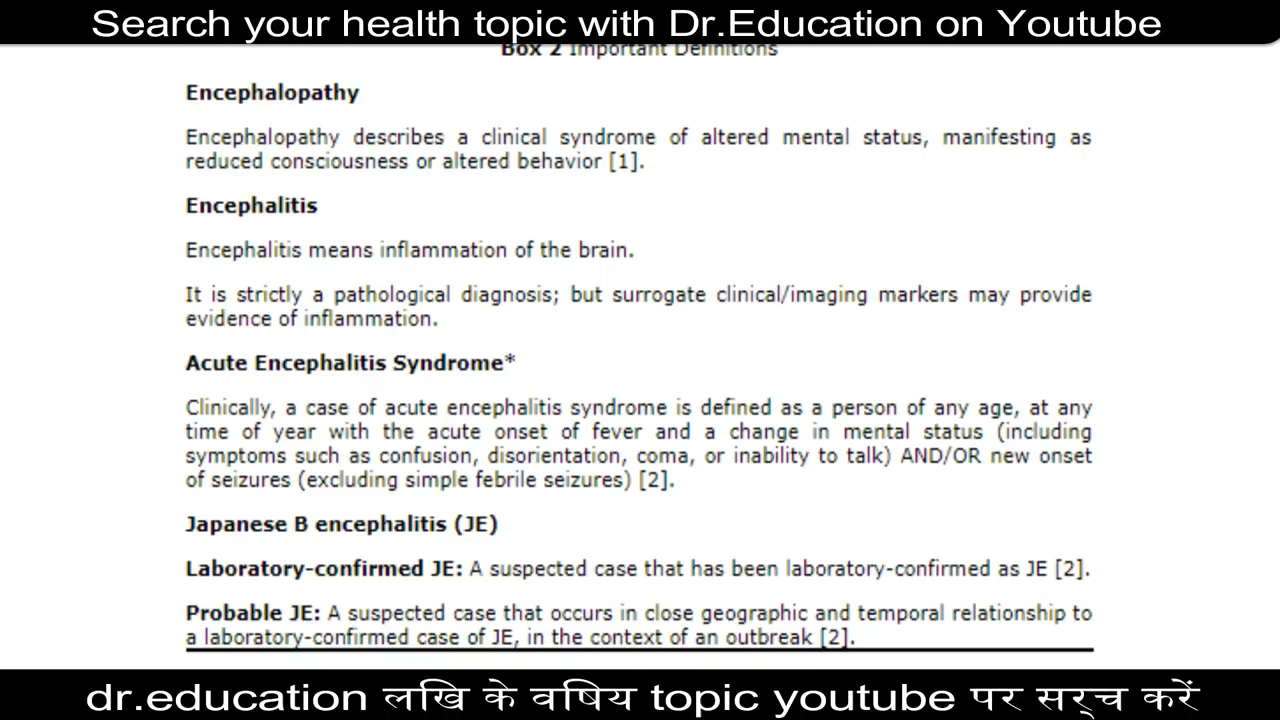 Search your health topic with Dr.Education on Youtube
Box 2 Important Definitions
Encephalopathy
Encephalopathy describes a clinical syndrome of altered mental status, manifesting as
reduced consciousness or altered behavior [1].
Encephalitis
Encephalitis means inflammation of the brain.
It is strictly a pathological diagnosis; but surrogate clinical/imaging markers may provide
evidence of inflammation.
Acute Encephalitis Syndrome*
Clinically, a case of acute encephalitis syndrome is defined as a person of any age, at any
time of year with the acute onset of fever and a change in mental status (including
symptoms such as confusion, disorientation, coma, or inability to talk) AND/OR new onset
of seizures (excluding simple febrile seizures) [2].
Japanese B encephalitis (JE)
Laboratory-confirmed JE: A suspected case that has been laboratory-confirmed as JE [2].
Probable JE: A suspected case that occurs in close geographic and temporal relationship to
a laboratory-confirmed case of JE, in the context of an outbreak [2].
dr.education लखि के वषिय topic youtube पर सर्च करें